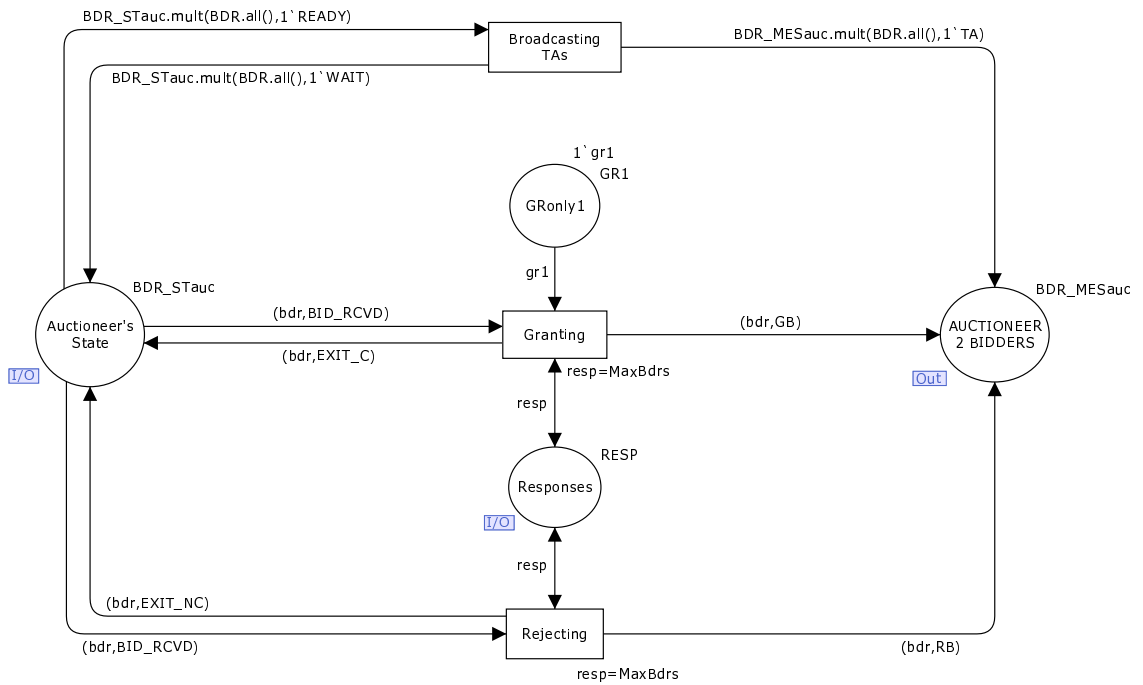 BDR_STauc.mult(BDR.all(),1`READY)
Broadcasting
TAs
BDR_MESauc.mult(BDR.all(),1`TA)
BDR_STauc.mult(BDR.all(),1`WAIT)
1`gr1
GR1
GRonly1
gr1
BDR_STauc
BDR_MESauc
Auctioneer's
State
(bdr,BID_RCVD)
Granting
(bdr,GB)
AUCTIONEER
2 BIDDERS
(bdr,EXIT_C)
I/O
resp=MaxBdrs
Out
resp
RESP
Responses
I/O
resp
(bdr,EXIT_NC)
Rejecting
(bdr,BID_RCVD)
(bdr,RB)
resp=MaxBdrs